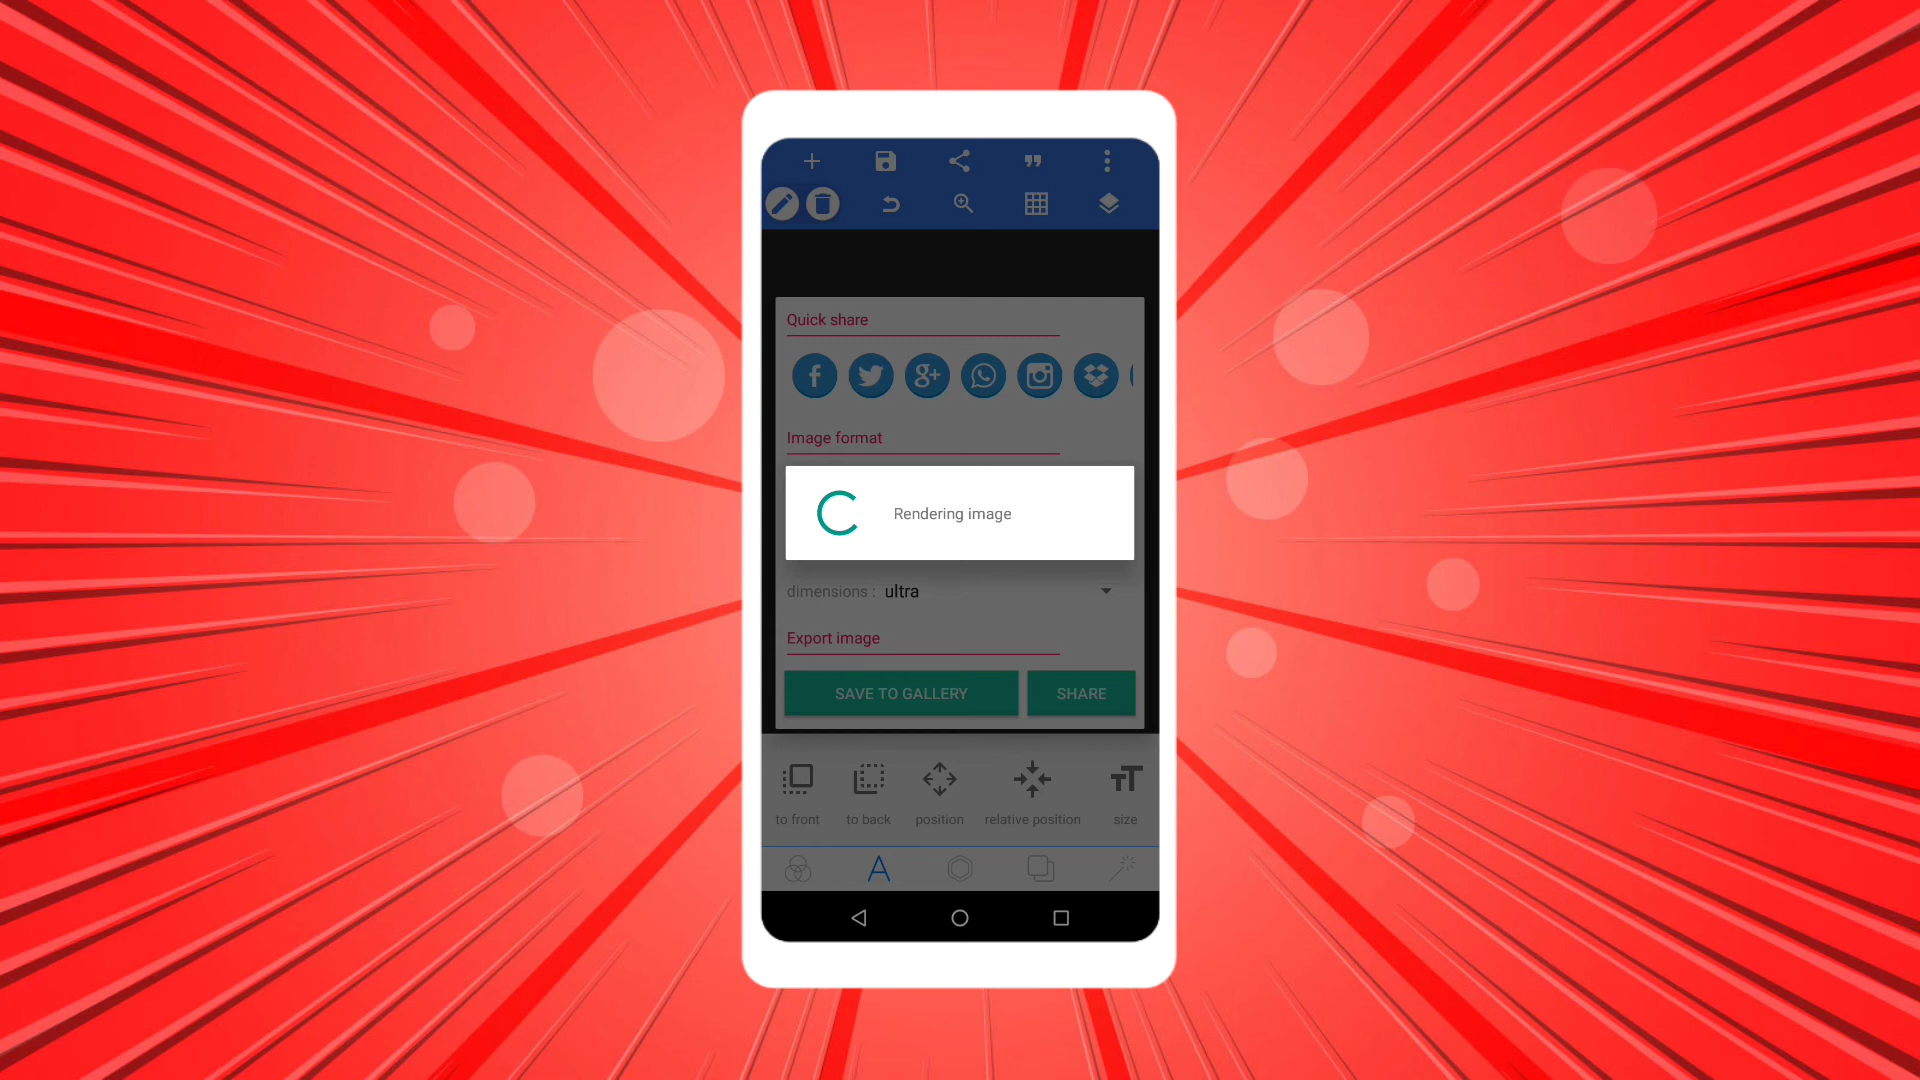 Quick share
Image format
Rendering image
dimensions : ultra
Export image
SAVE TO GALLERY SHARE
to front to back position relative position size